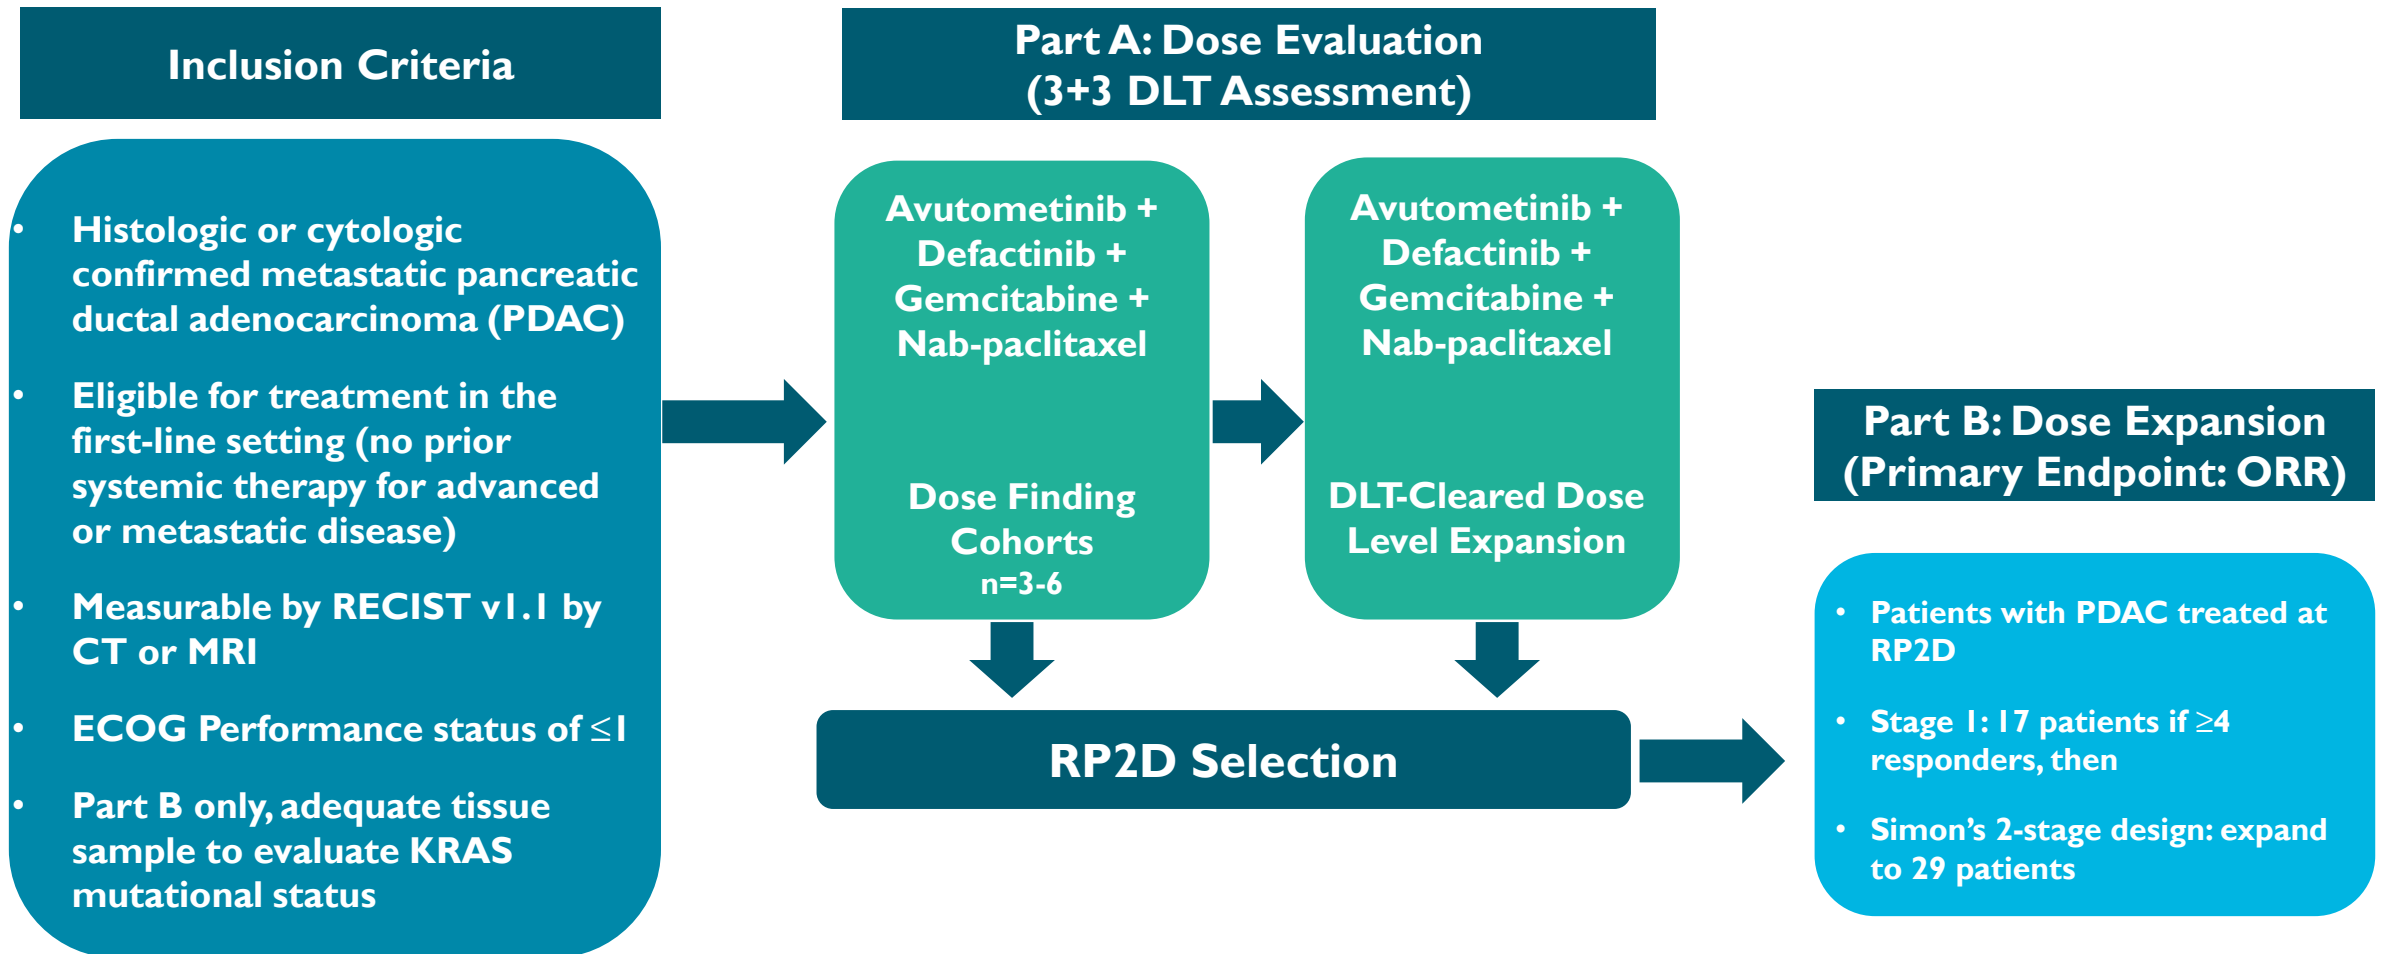 Inclusion Criteria
• Histologic or cytologic
confirmed metastatic pancreatic
ductal adenocarcinoma (PDAC)
• Eligible for treatment in the
first-line setting (no prior
systemic therapy for advanced
or metastatic disease)
• Measurable by RECIST v1.1 by
CT or MRI
• ECOG Performance status of ≤1
• Part B only, adequate tissue
sample to evaluate KRAS
mutational status
Part A: Dose Evaluation
(3+3 DLT Assessment)
Avutometinib +
Defactinib +
Gemcitabine +
Nab-paclitaxel
Dose Finding
Cohorts
n=3-6
Avutometinib +
Defactinib +
Gemcitabine +
Nab-paclitaxel
DLT-Cleared Dose
Level Expansion
RP2D Selection
Part B: Dose Expansion
(Primary Endpoint: ORR)
• Patients with PDAC treated at
RP2D
• Stage 1: 17 patients if ≥4
responders, then
• Simon’s 2-stage design: expand
to 29 patients